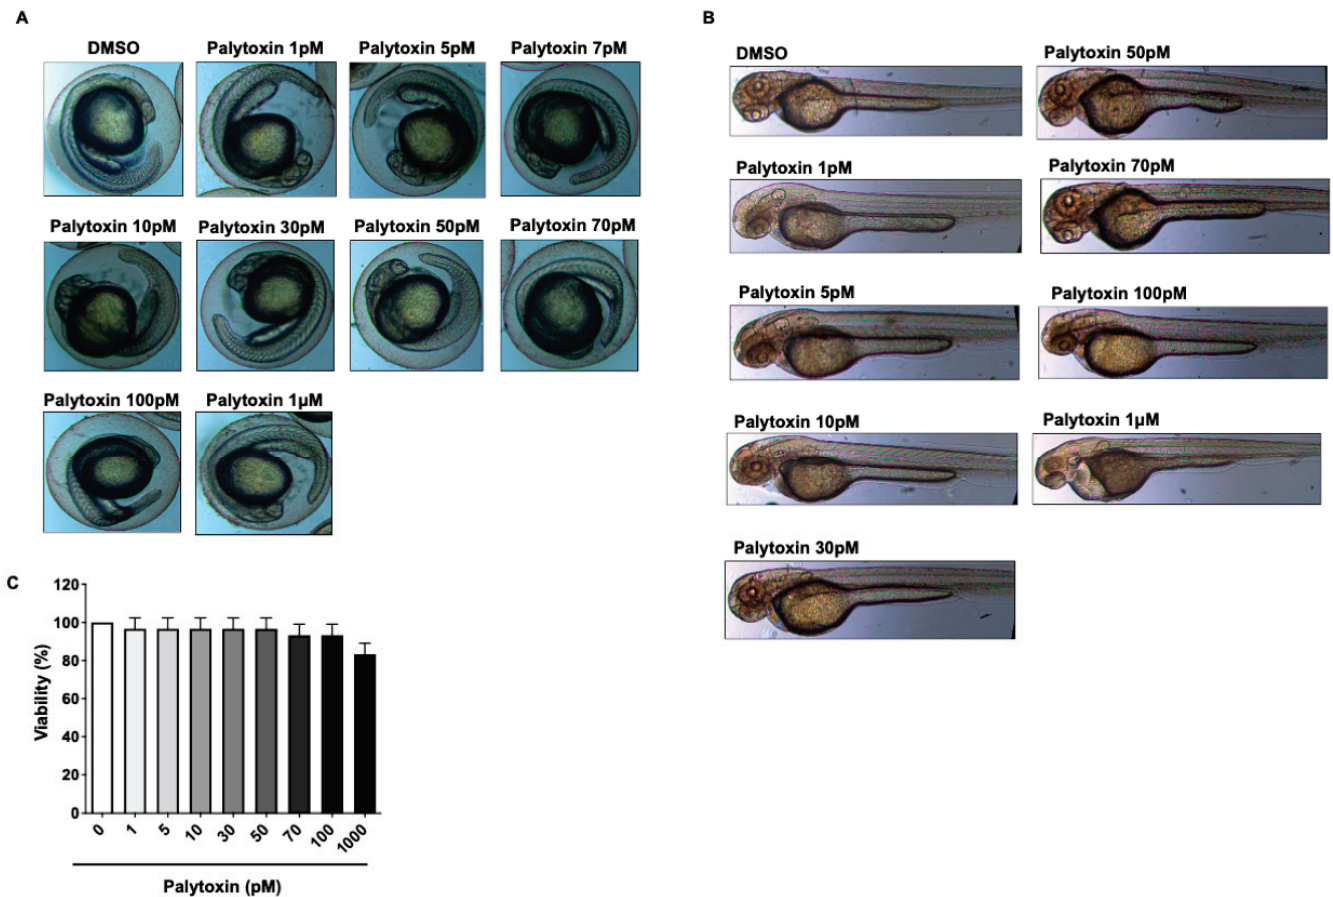 A
DMSO
Palytoxin 1pM
Palytoxin 5pM
Palytoxin 7pM
Palytoxin 10pM
Palytoxin 30pM
Palytoxin 50pM
Palytoxin 70pM
Palytoxin 100pM
Palytoxin 1µM
B
DMSO
Palytoxin 50pM
Palytoxin 1pM
Palytoxin 70pM
Palytoxin 5pM
Palytoxin 100pM
Palytoxin 10pM
Palytoxin 1µM
Palytoxin 30pM
C
Viability (%)
120
100
80
60
40
20
0
0
1
5
10
30
50
70
100
1000
Palytoxin (pM)